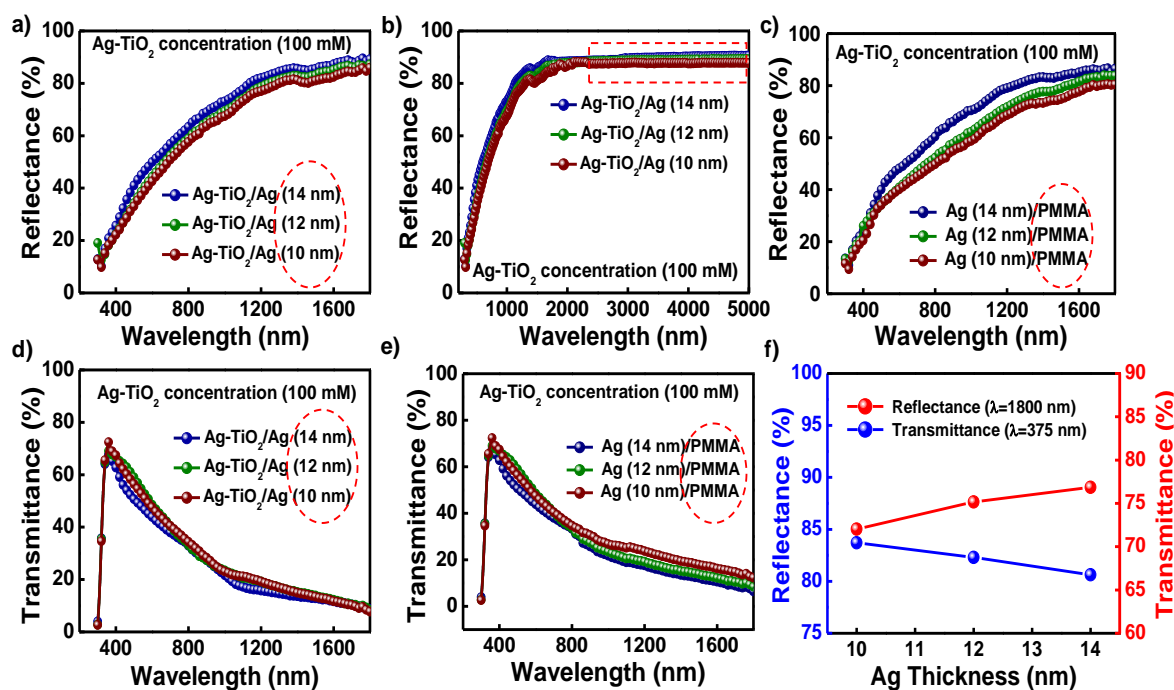 a)
Ag-TiO₂ concentration (100 mM)
Reflectance (%)
100
80
60
40
20
0
Ag-TiO₂/Ag (14 nm)
Ag-TiO₂/Ag (12 nm)
Ag-TiO₂/Ag (10 nm)
400 800 1200 1600
Wavelength (nm)
b)
Reflectance (%)
100
80
60
40
20
0
Ag-TiO₂/Ag (14 nm)
Ag-TiO₂/Ag (12 nm)
Ag-TiO₂/Ag (10 nm)
Ag-TiO₂ concentration (100 mM)
1000 2000 3000 4000 5000
Wavelength (nm)
c)
Ag-TiO₂ concentration (100 mM)
Reflectance (%)
100
80
60
40
20
0
Ag (14 nm)/PMMA
Ag (12 nm)/PMMA
Ag (10 nm)/PMMA
400 800 1200 1600
Wavelength (nm)
d)
Ag-TiO₂ concentration (100 mM)
Transmittance (%)
100
80
60
40
20
0
Ag-TiO₂/Ag (14 nm)
Ag-TiO₂/Ag (12 nm)
Ag-TiO₂/Ag (10 nm)
400 800 1200 1600
Wavelength (nm)
e)
Ag-TiO₂ concentration (100 mM)
Transmittance (%)
100
80
60
40
20
0
Ag (14 nm)/PMMA
Ag (12 nm)/PMMA
Ag (10 nm)/PMMA
400 800 1200 1600
Wavelength (nm)
f)
Reflectance (%)
100
95
90
85
80
75
Reflectance (λ=1800 nm)
Transmittance (λ=375 nm)
90
85
80
75
70
65
60
Transmittance (%)
10 11 12 13 14
Ag Thickness (nm)